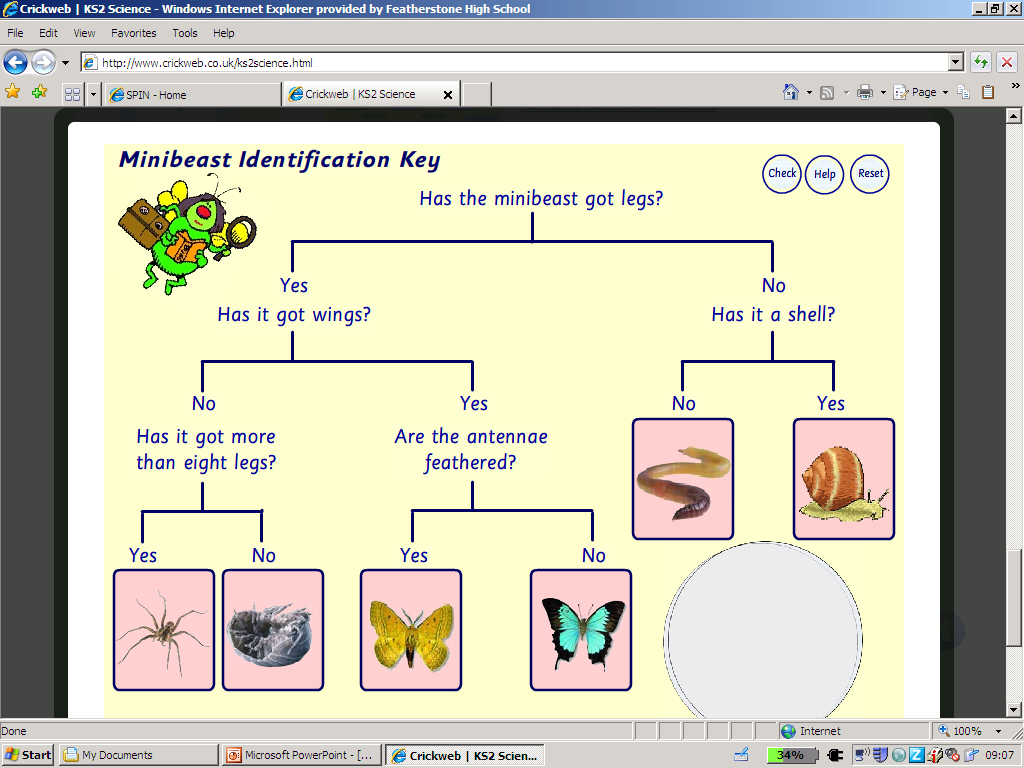 Crickweb | KS2 Science - Windows Internet Explorer provided by Featherstone High School
File Edit View Favorites Tools Help
http://www.crickweb.co.uk/ks2science.html
SPIN - Home
Crickweb | KS2 Science
Page
Minibeast Identification Key
Check
Help
Reset
Has the minibeast got legs?
Yes
No
Has it got wings?
Has it a shell?
No
Yes
No
Yes
Has it got more
than eight legs?
Are the antennae
feathered?
Yes
No
Yes
No
Done
Internet
100%
Start
My Documents
Microsoft PowerPoint - [...
Crickweb | KS2 Scien...
34%
09:07